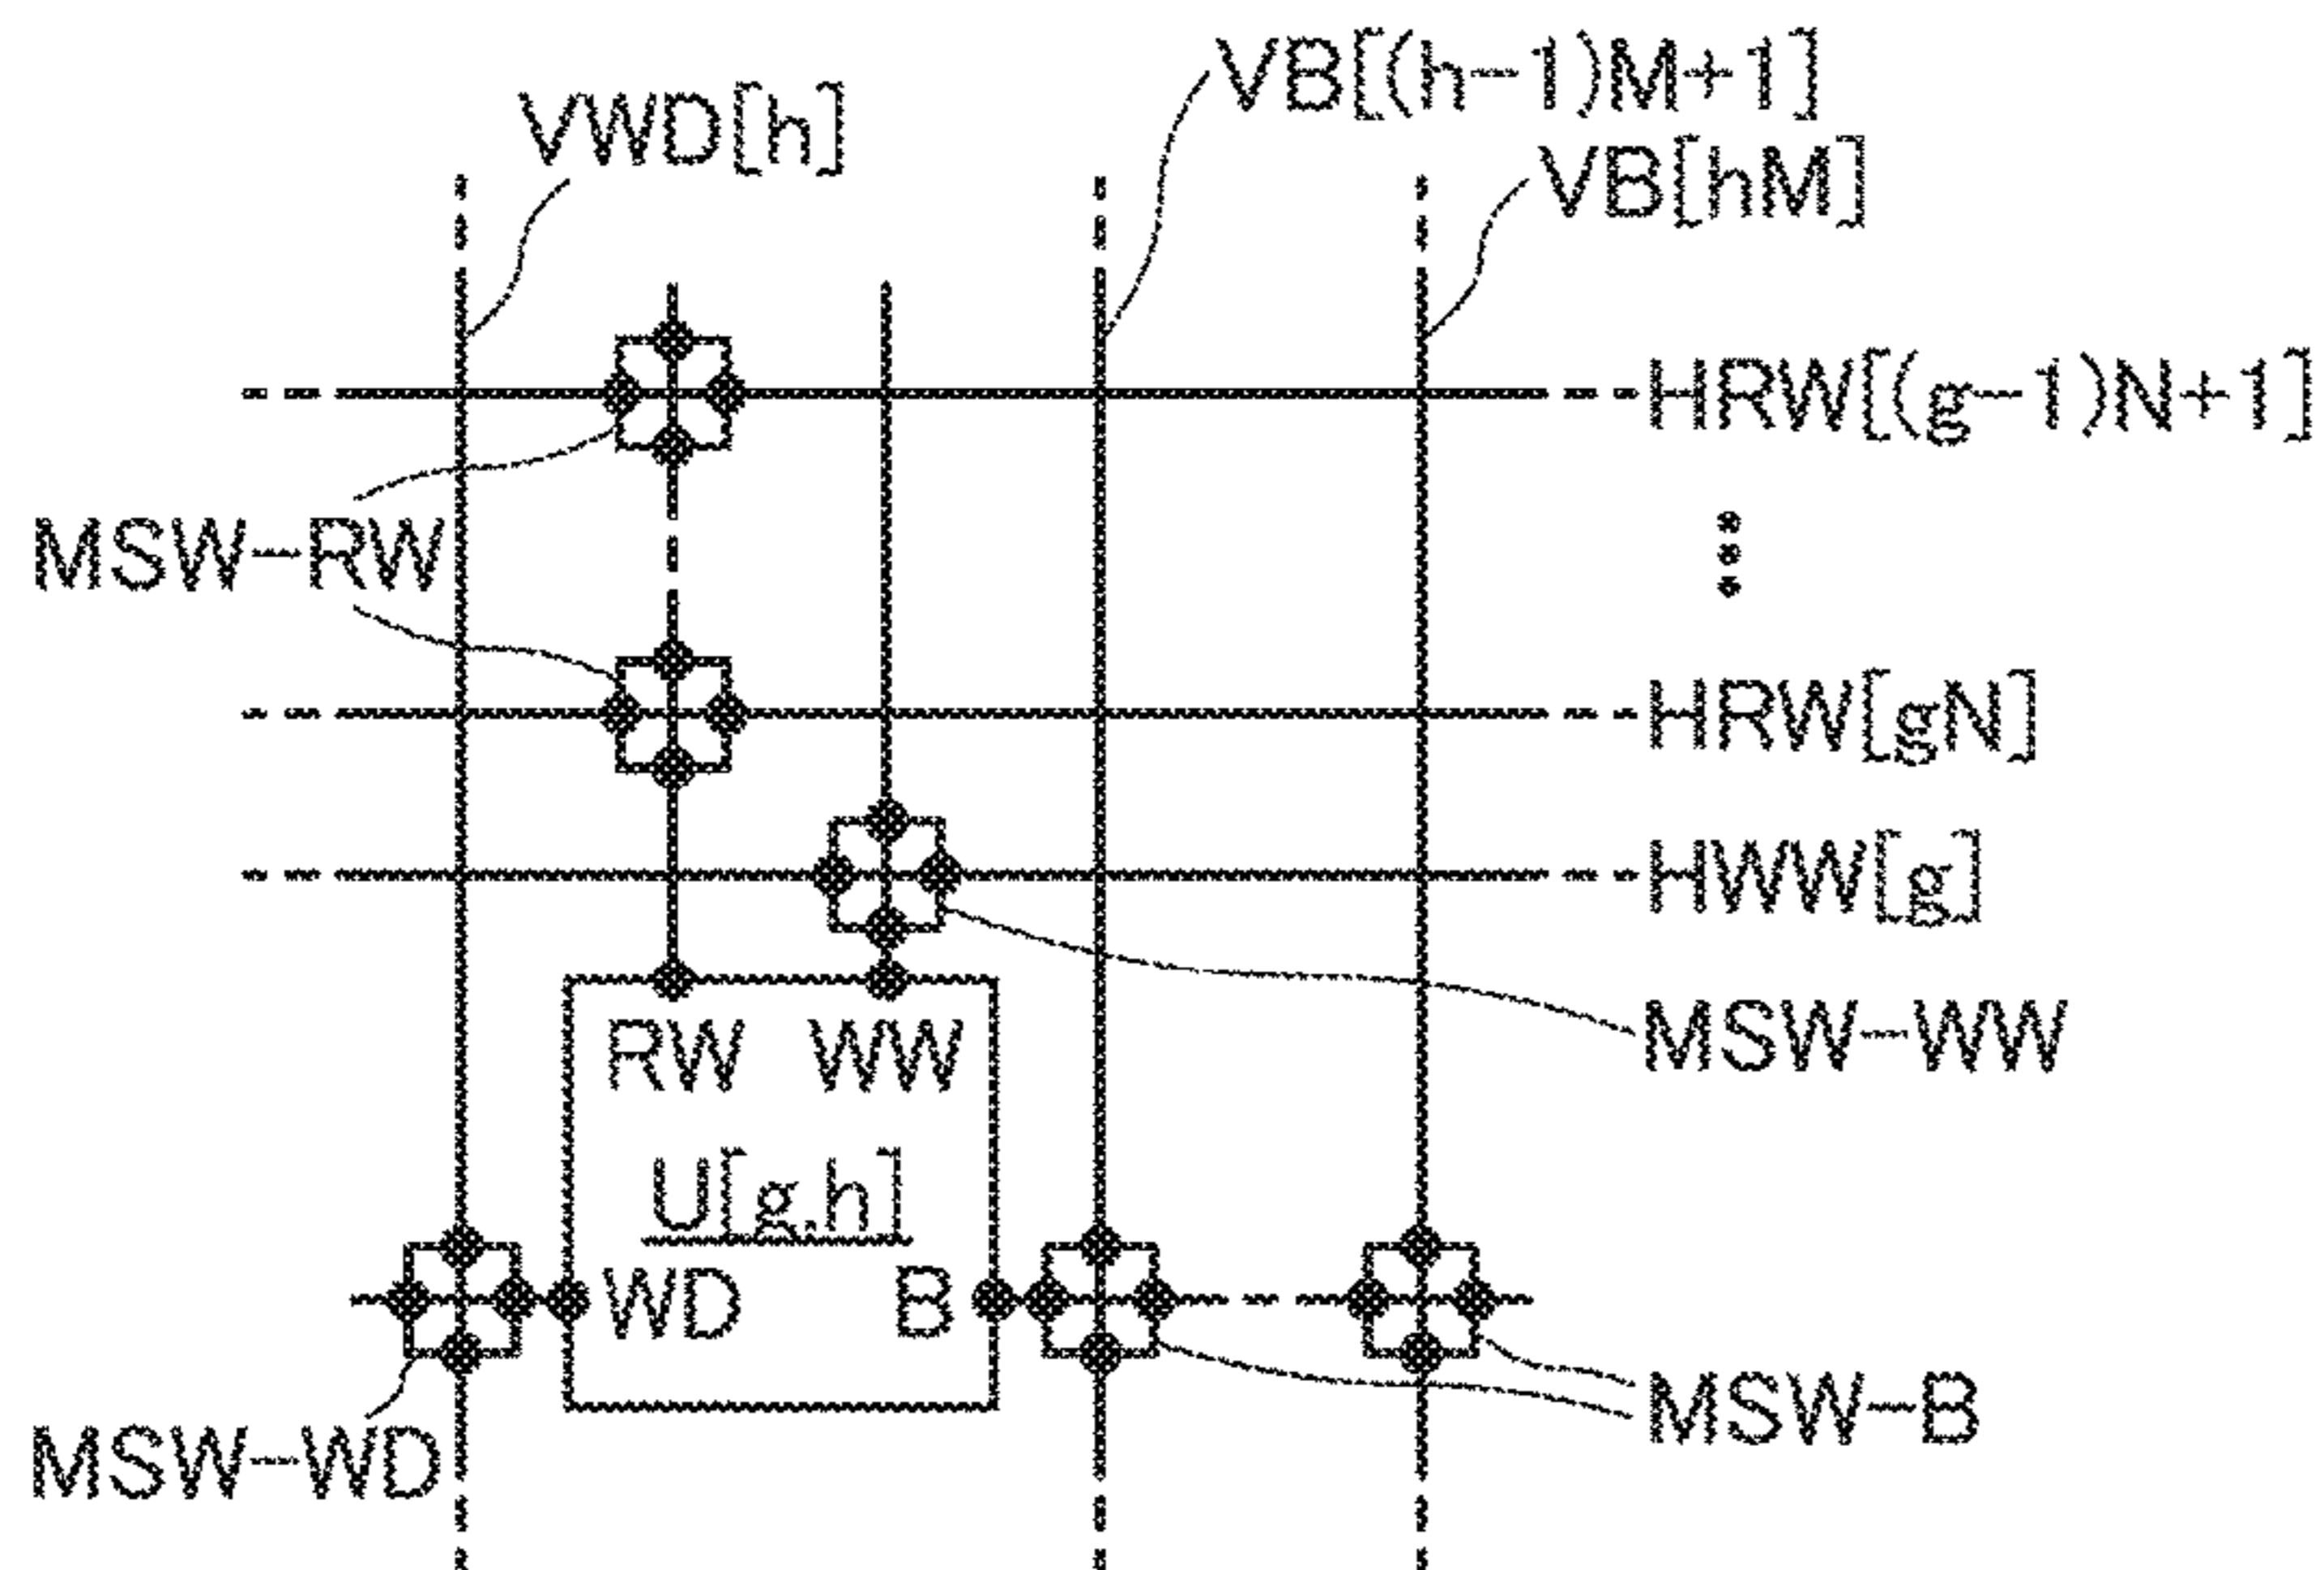 VB[(h-1)M+1]
VWD[h]
VB[hM]
HRW[(g-1)N+1]
MSW-RW
HRW[gN]
HWW[g]
MSW-WW
RW WW
U[g,h]
WD B
MSW-B
MSW-WD